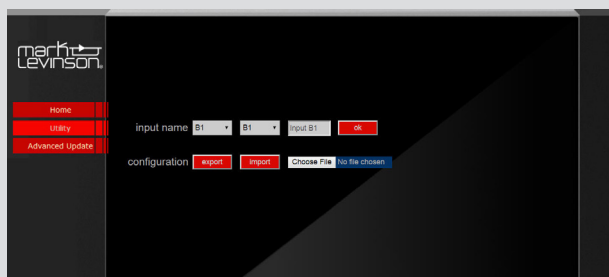 mark
Levinson.
Home
Utility
Advanced Update
input name B1 B1 Input B1 ok
configuration export import Choose File No file chosen